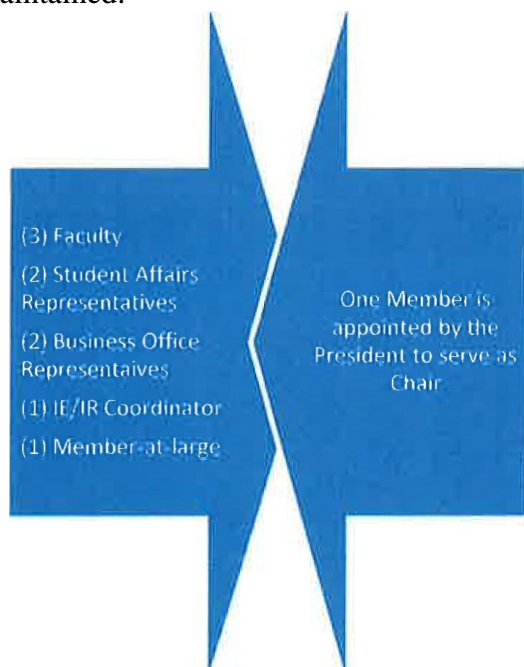 aintained.
(3) Faculty
(2) Student Affairs
Representatives
(2) Business Office
Representaives
(1) IE/IR Coordinator
(1) Member-at-large
One Member is
appointed by the
President to serve as
Chair